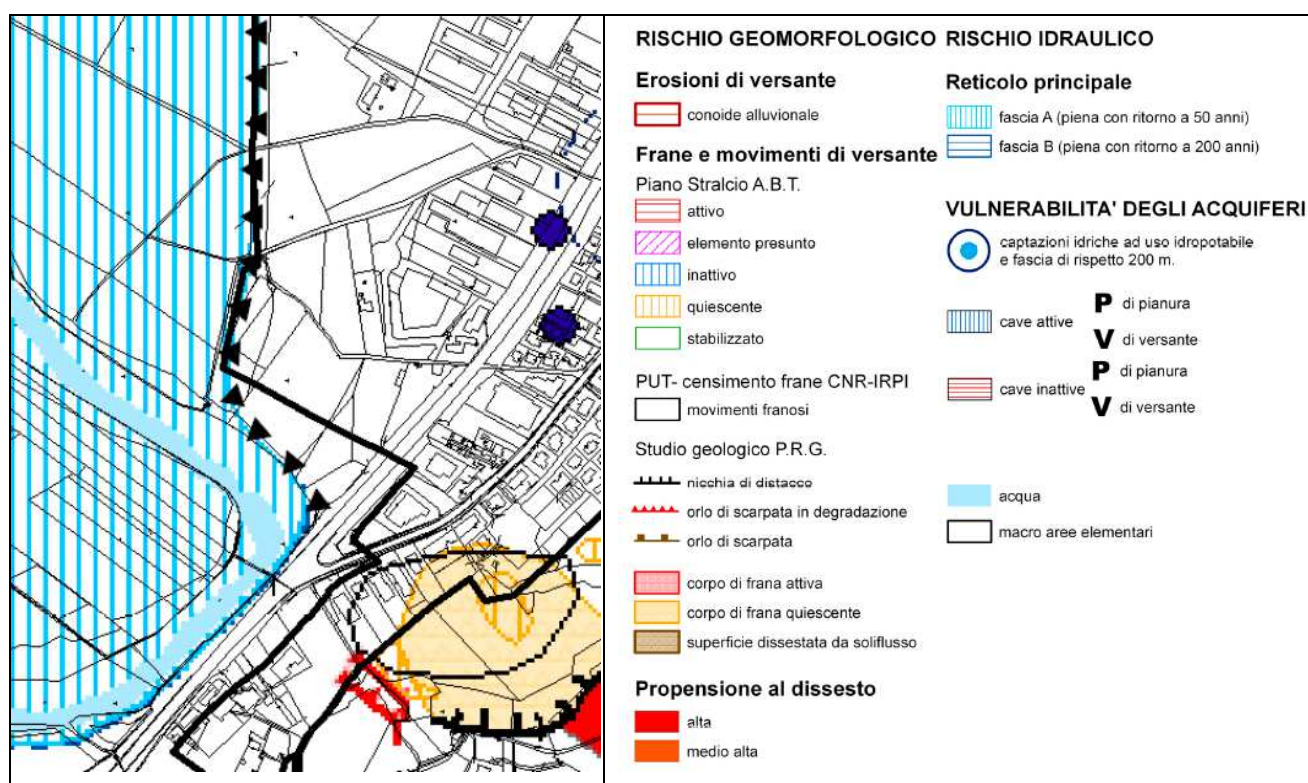 RISCHIO GEOMORFOLOGICO
Erosioni di versante
conoide alluvionale
Frane e movimenti di versante
Piano Stralcio A.B.T.
attivo
elemento presunto
inattivo
quiescente
stabilizzato
PUT- censimento frane CNR-IRPI
movimenti franosi
Studio geologico P.R.G.
nicchia di distacco
orlo di scarpata in degradazione
orlo di scarpata
corpo di frana attiva
corpo di frana quiescente
superficie dissestata da soliflusso
Propensione al dissesto
alta
medio alta
RISCHIO IDRAULICO
Reticolo principale
fascia A (piena con ritorno a 50 anni)
fascia B (piena con ritorno a 200 anni)
VULNERABILITA' DEGLI ACQUIFERI
captazioni idriche ad uso idropotabile
e fascia di rispetto 200 m.
cave attive
P di pianura
V di versante
cave inattive
P di pianura
V di versante
acqua
macro aree elementari